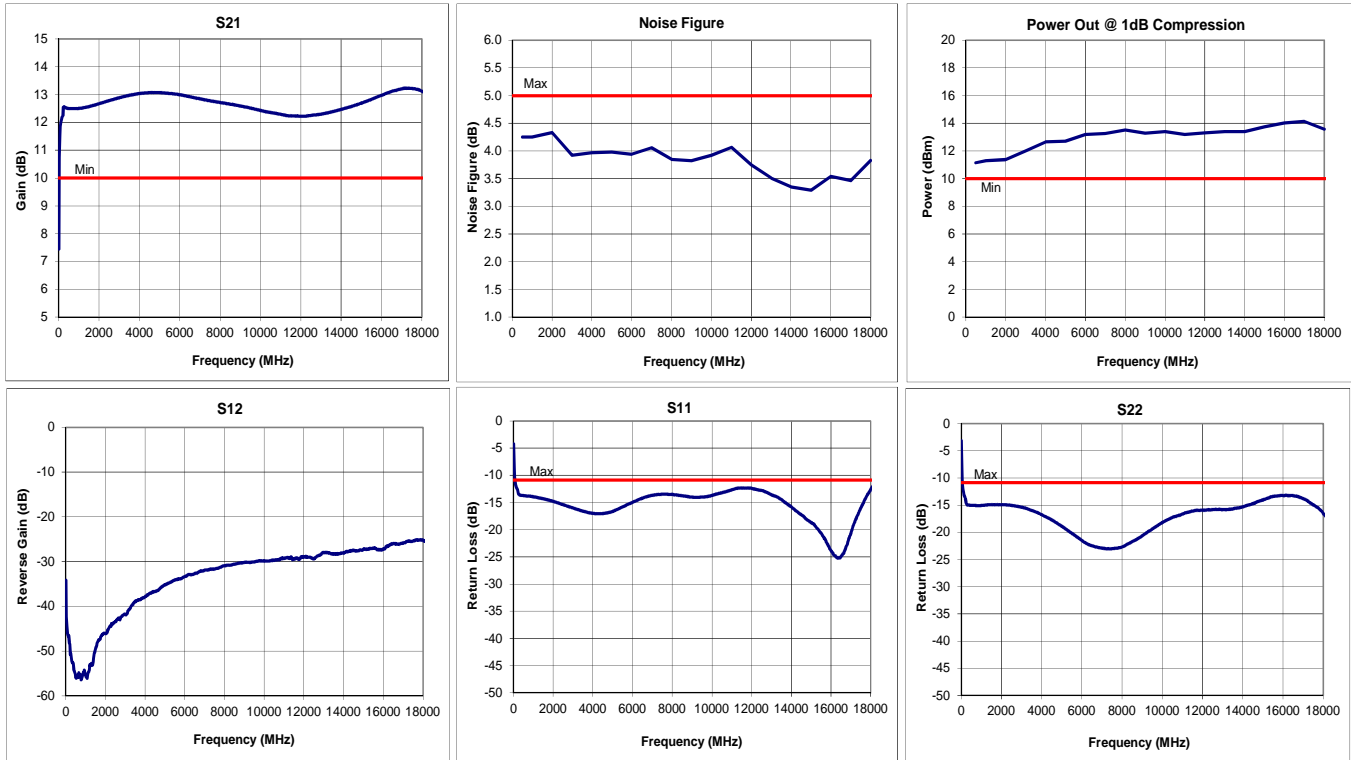 S21
Gain (dB)
15
14
13
12
11
10
9
8
7
6
5
Min
0 2000 4000 6000 8000 10000 12000 14000 16000 18000
Frequency (MHz)
Noise Figure
Noise Figure (dB)
6.0
5.5
5.0
4.5
4.0
3.5
3.0
2.5
2.0
1.5
1.0
Max
0 2000 4000 6000 8000 10000 12000 14000 16000 18000
Frequency (MHz)
Power Out @ 1dB Compression
Power (dBm)
20
18
16
14
12
10
8
6
4
2
0
Min
0 2000 4000 6000 8000 10000 12000 14000 16000 18000
Frequency (MHz)
S12
Reverse Gain (dB)
0
-10
-20
-30
-40
-50
-60
0 2000 4000 6000 8000 10000 12000 14000 16000 18000
Frequency (MHz)
S11
Return Loss (dB)
0
-5
-10
-15
-20
-25
-30
-35
-40
-45
-50
Max
0 2000 4000 6000 8000 10000 12000 14000 16000 18000
Frequency (MHz)
S22
Return Loss (dB)
0
-5
-10
-15
-20
-25
-30
-35
-40
-45
-50
Max
0 2000 4000 6000 8000 10000 12000 14000 16000 18000
Frequency (MHz)